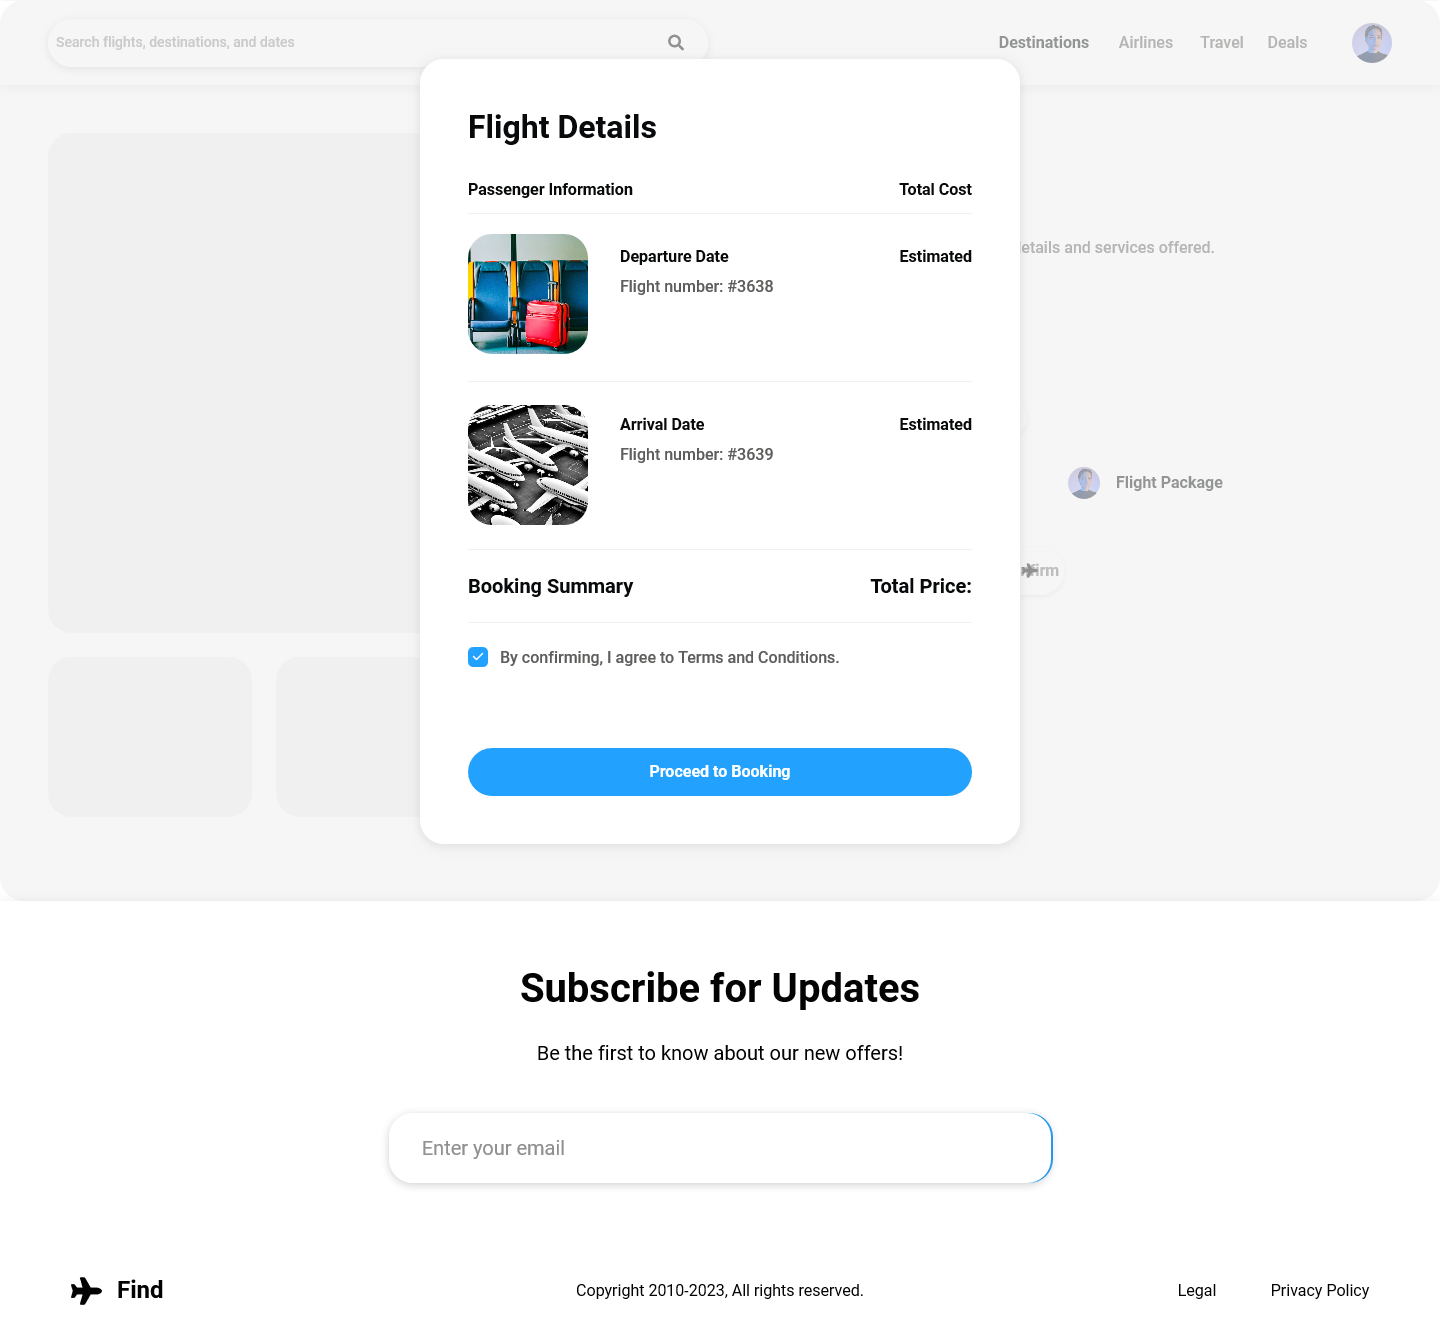 Search flights, destinations, and dates
Destinations Airlines Travel Deals
Flight Details
Passenger Information Total Cost
details and services offered.
Departure Date Estimated
Flight number: #3638
Arrival Date Estimated
Flight number: #3639
Flight Package
Booking Summary Total Price:
By confirming, I agree to Terms and Conditions.
Proceed to Booking
Subscribe for Updates
Be the first to know about our new offers!
Enter your email
Find Copyright 2010-2023, All rights reserved. Legal Privacy Policy